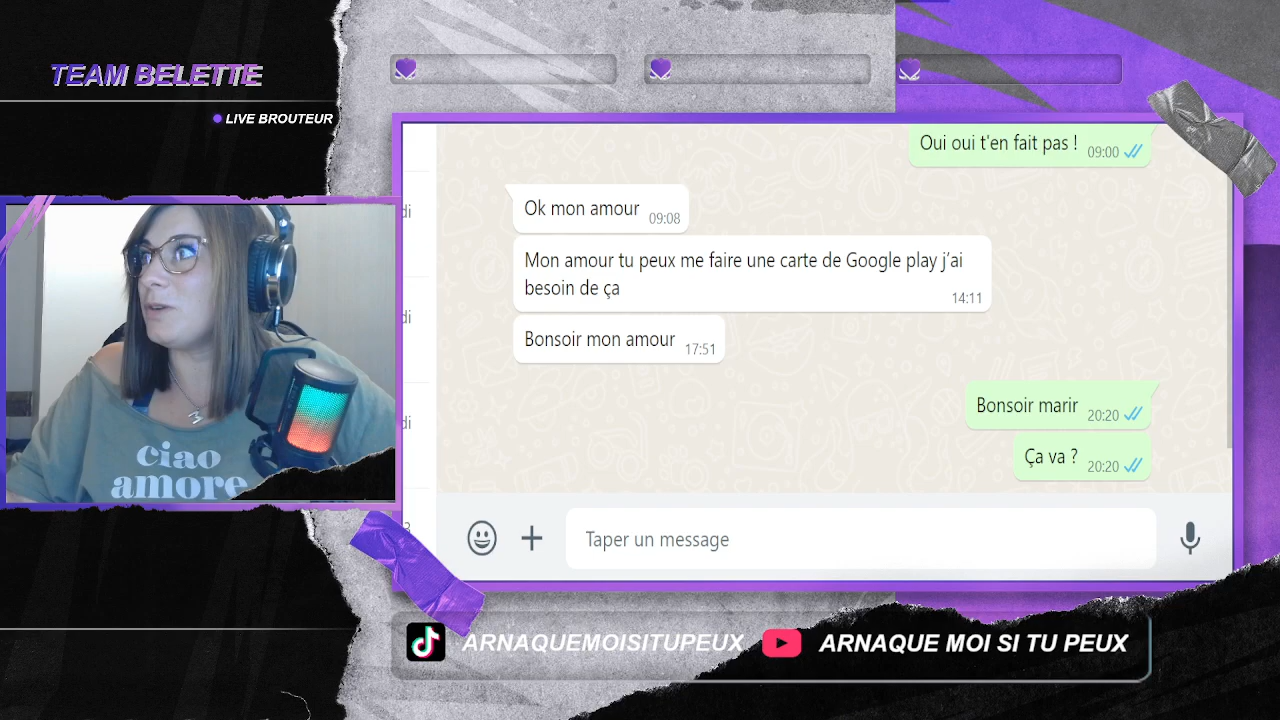 TEAM BELETTE
LIVE BROUTEUR
Oui oui t'en fait pas ! 09:00
di
Ok mon amour 09:08
Mon amour tu peux me faire une carte de Google play j'ai
besoin de ça
14:11
di
Bonsoir mon amour 17:51
Bonsoir marir 20:20
di
Ça va ? 20:20
ciao
amore
Taper un message
ARNAQUEMOISITUPEUX
ARNAQUE MOI SI TU PEUX